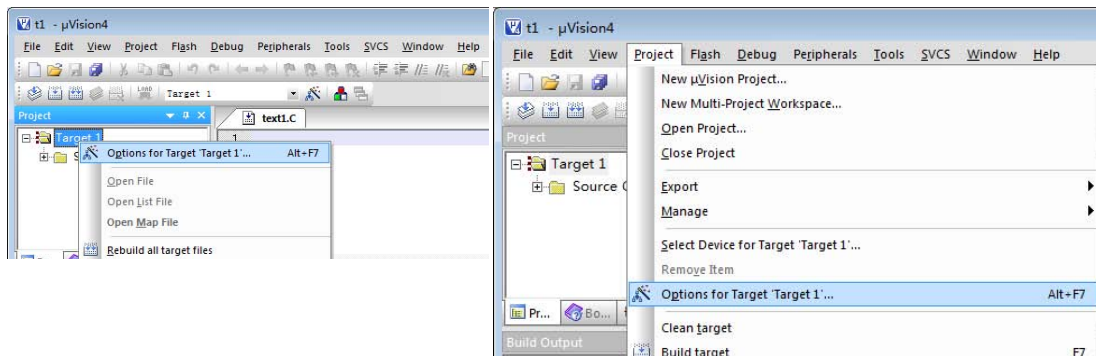 t1 - µVision4
File Edit View Project Flash Debug Peripherals Tools SVCS Window Help
Target 1
Project
text1.C
Target 1
1
Options for Target 'Target 1'... Alt+F7
Open File
Open List File
Open Map File
Rebuild all target files
t1 - µVision4
File Edit View Project Flash Debug Peripherals Tools SVCS Window Help
New µVision Project...
New Multi-Project Workspace...
Project
Open Project...
Close Project
Target 1
Source
Export
Manage
Select Device for Target 'Target 1'...
Remove Item
Options for Target 'Target 1'... Alt+F7
Pr... Bo...
Clean target
Build Output
Build target F7